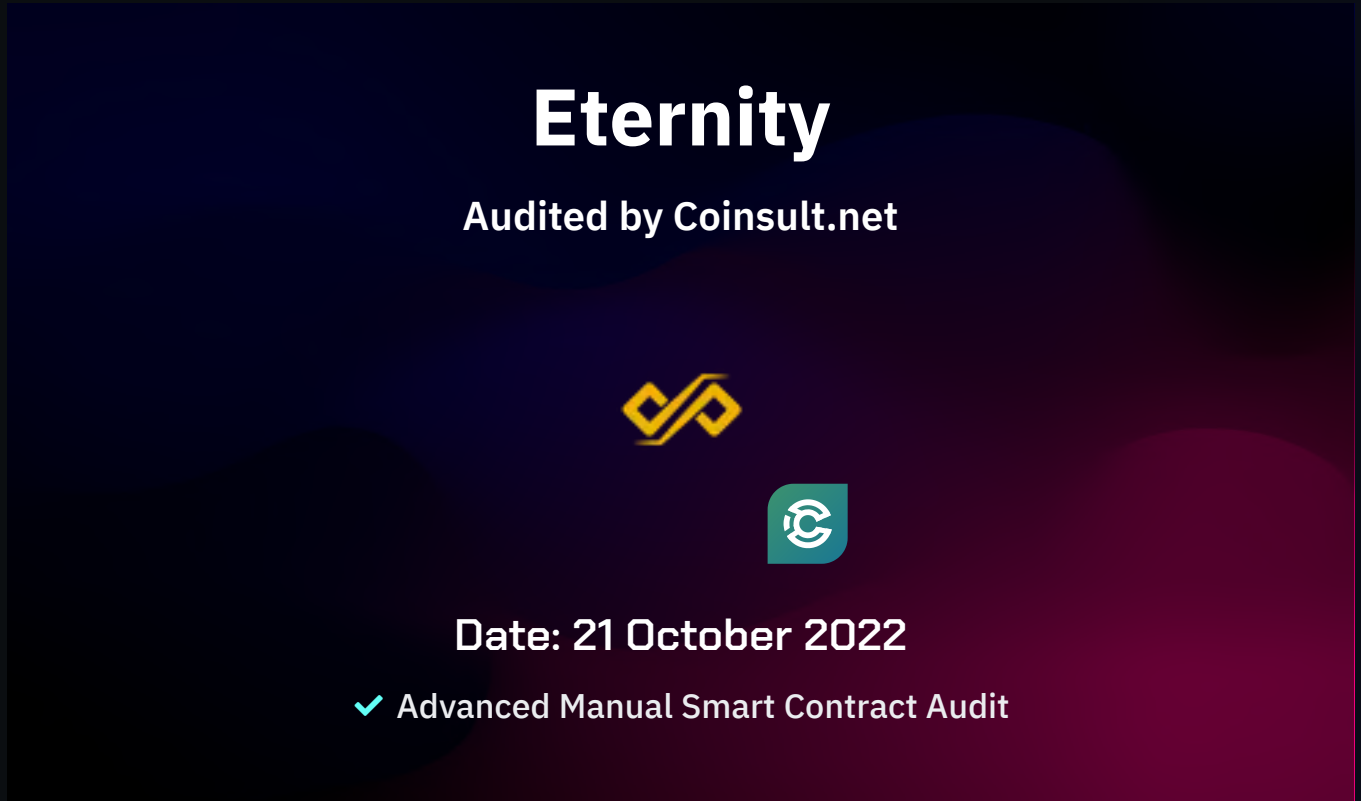 Eternity
Audited by Coinsult.net
Date: 21 October 2022
Advanced Manual Smart Contract Audit